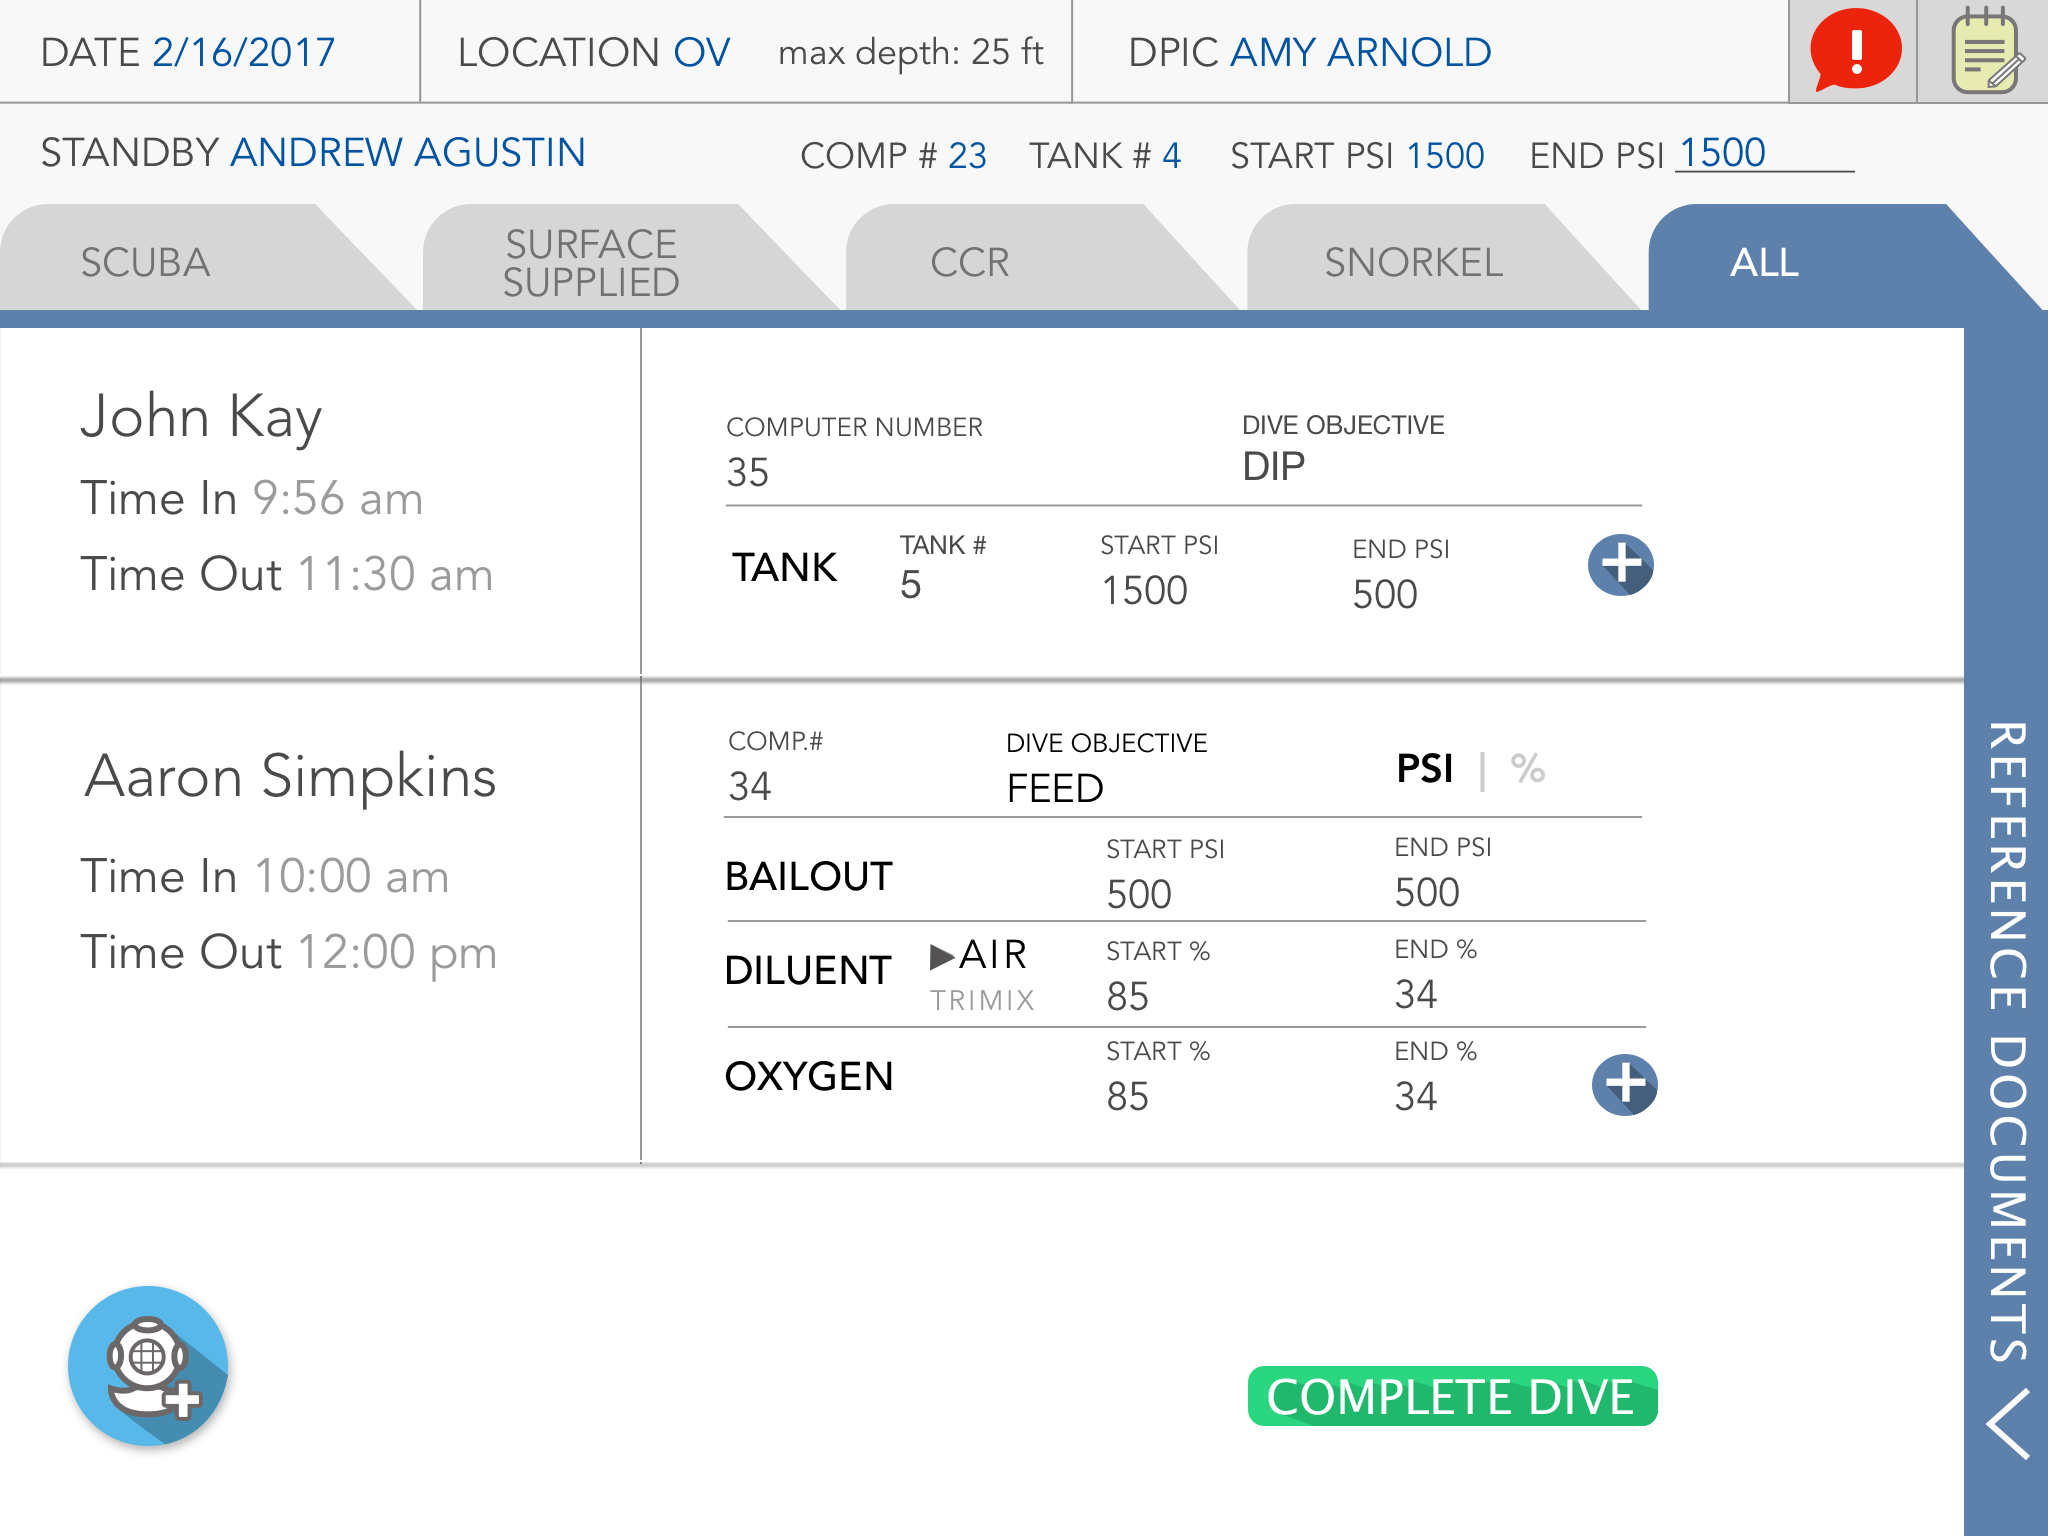 DATE 2/16/2017
LOCATION OV max depth: 25 ft
DPIC AMY ARNOLD
STANDBY ANDREW AGUSTIN
COMP # 23 TANK # 4 START PSI 1500 END PSI 1500
SCUBA
SURFACE
SUPPLIED
CCR
SNORKEL
ALL
John Kay
Time In 9:56 am
Time Out 11:30 am
COMPUTER NUMBER
35
DIVE OBJECTIVE
DIP
TANK
TANK #
5
START PSI
1500
END PSI
500
Aaron Simpkins
Time In 10:00 am
Time Out 12:00 pm
COMP.#
34
DIVE OBJECTIVE
FEED
PSI | %
BAILOUT
START PSI
500
END PSI
500
DILUENT
▶AIR
TRIMIX
START %
85
END %
34
OXYGEN
START %
85
END %
34
REFERENCE DOCUMENTS
COMPLETE DIVE